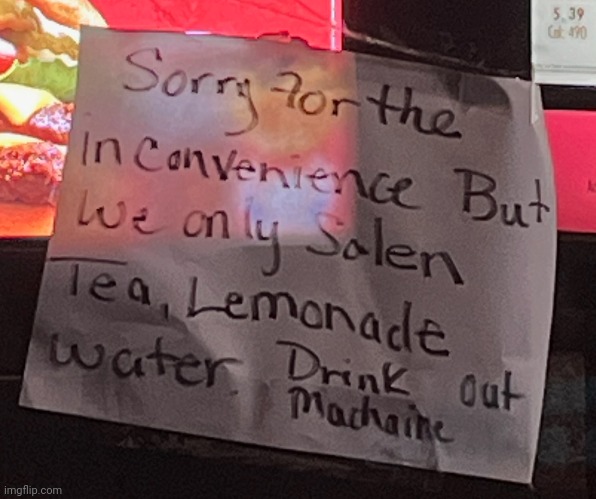 5.39
Cal: 490
Sorry for the
inconvenience But
we only Salen
Tea, Lemonade
water. Drink out
Machaine
imgflip.com